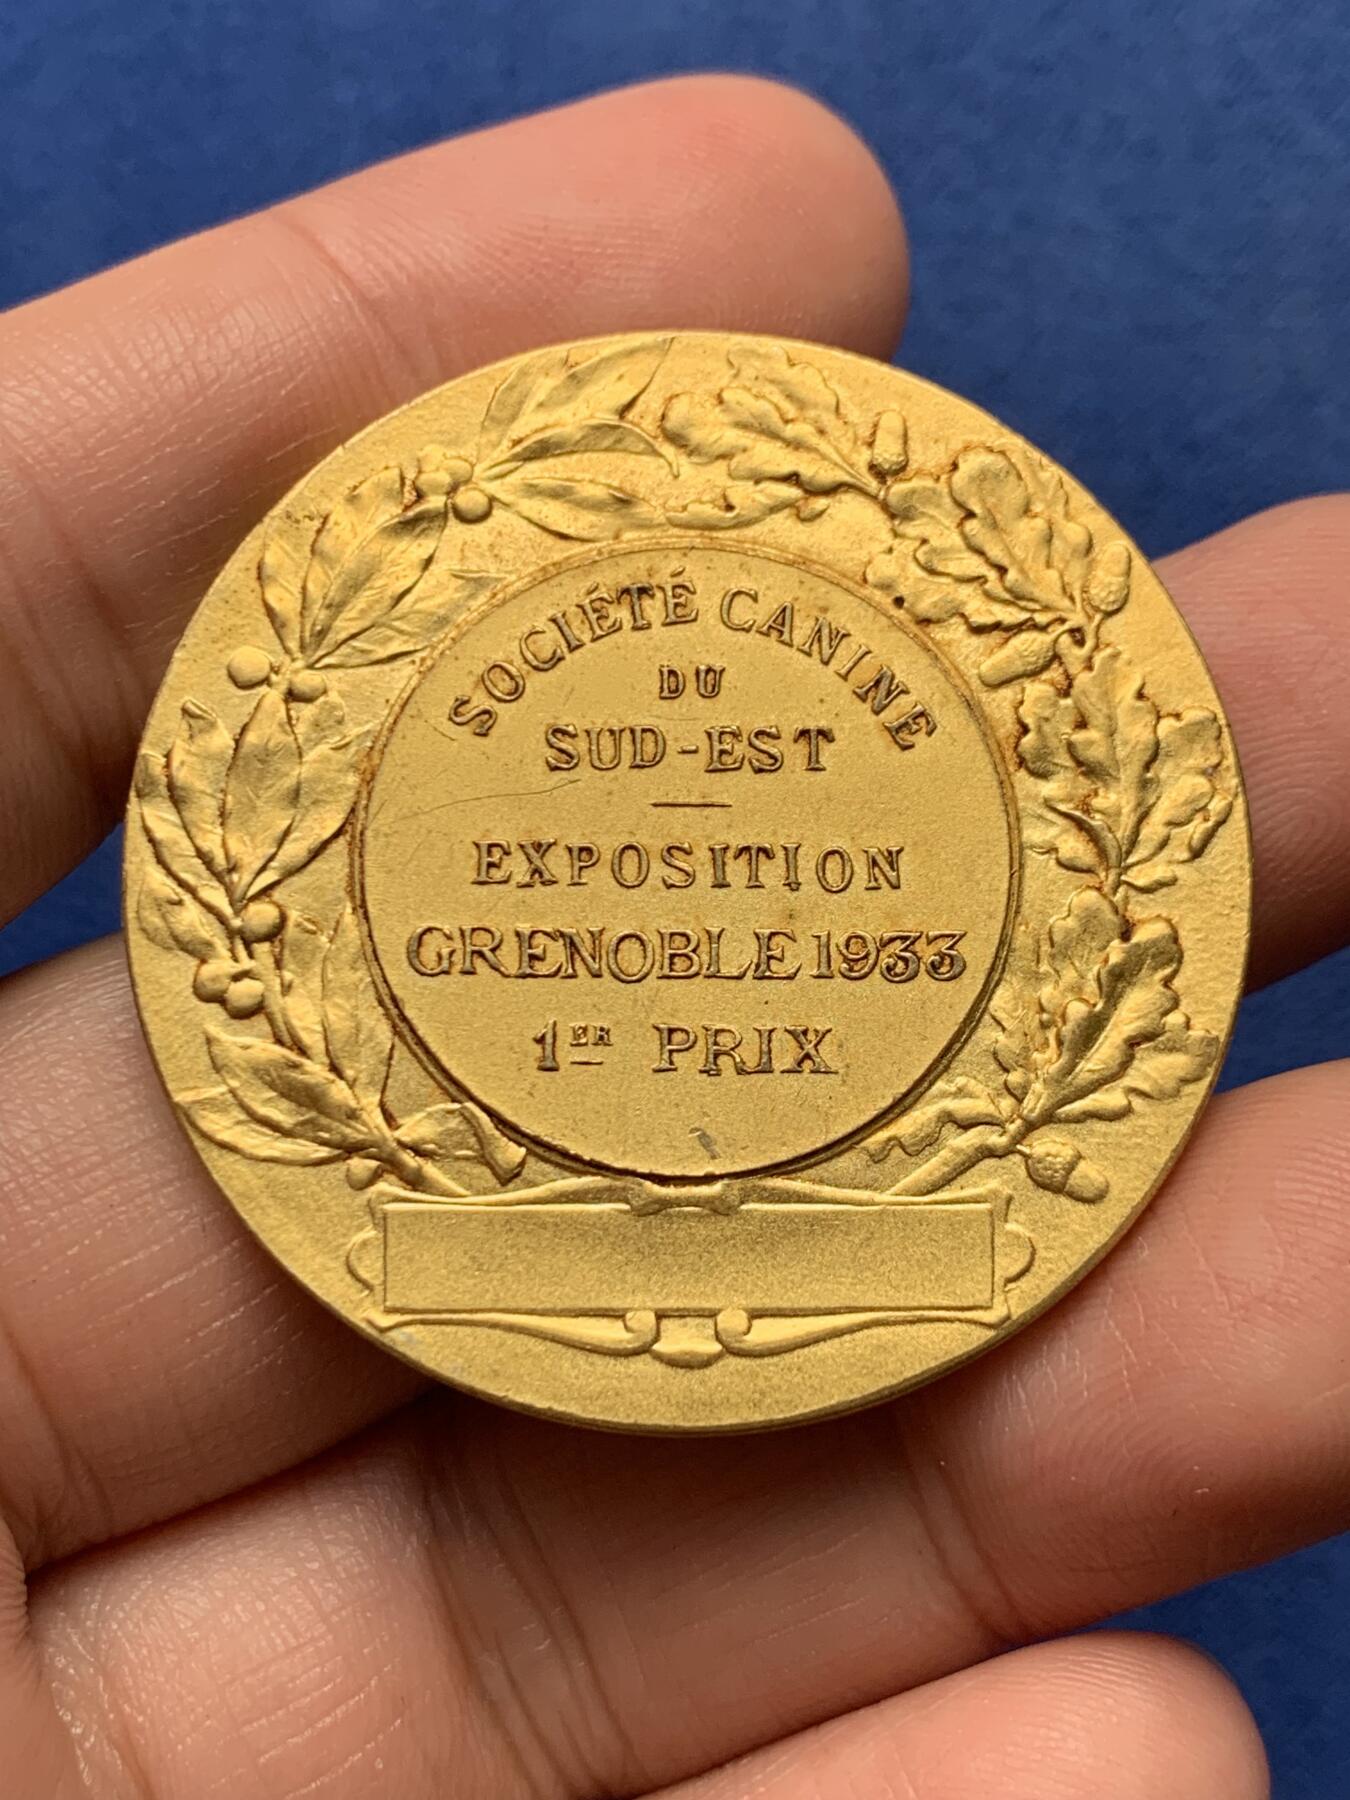 SOCIÉTÉ CANINE
DU
SUD-EST
EXPOSITION
GRENOBLE 1933
1ER PRIX